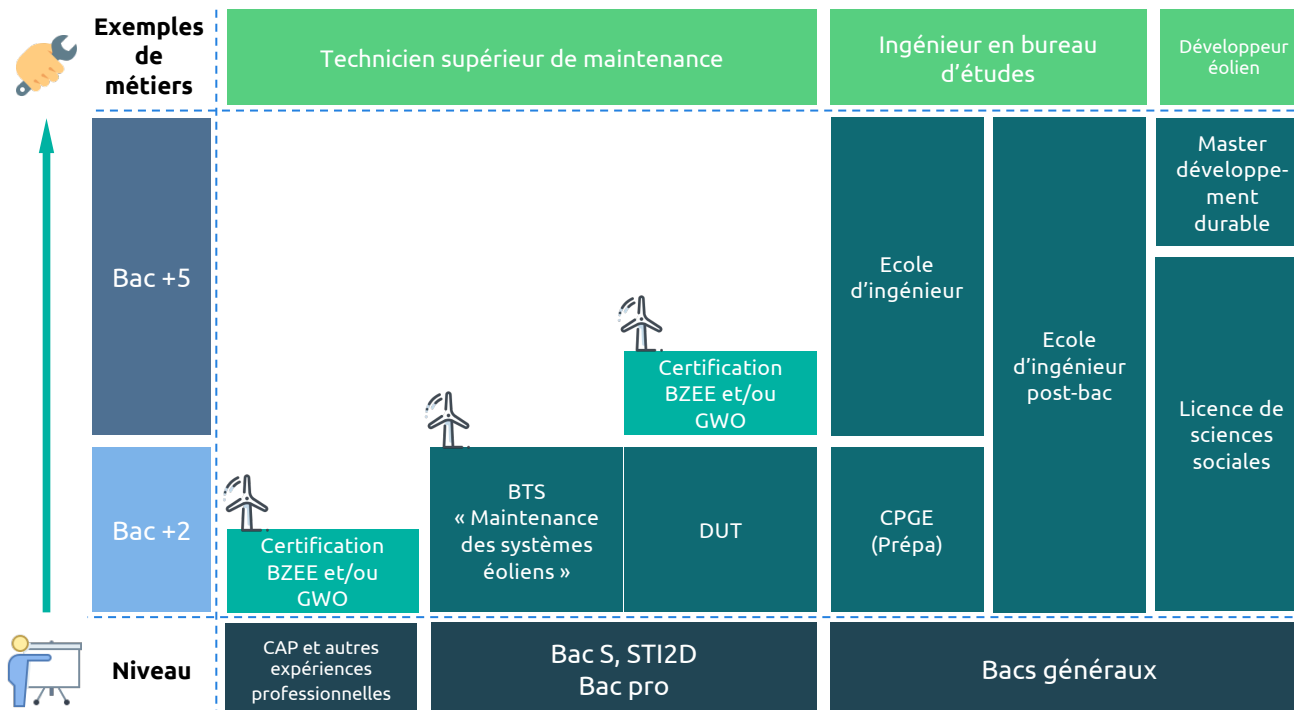 Exemples
de
métiers
Technicien supérieur de maintenance
Ingénieur en bureau
d’études
Développeur
éolien
Bac +5
Ecole
d’ingénieur
Ecole
d’ingénieur
post-bac
Master
développe-
ment
durable
Certification
BZEE et/ou
GWO
Licence de
sciences
sociales
Bac +2
Certification
BZEE et/ou
GWO
BTS
« Maintenance
des systèmes
éoliens »
DUT
CPGE
(Prépa)
Niveau
CAP et autres
expériences
professionnelles
Bac S, STI2D
Bac pro
Bacs généraux